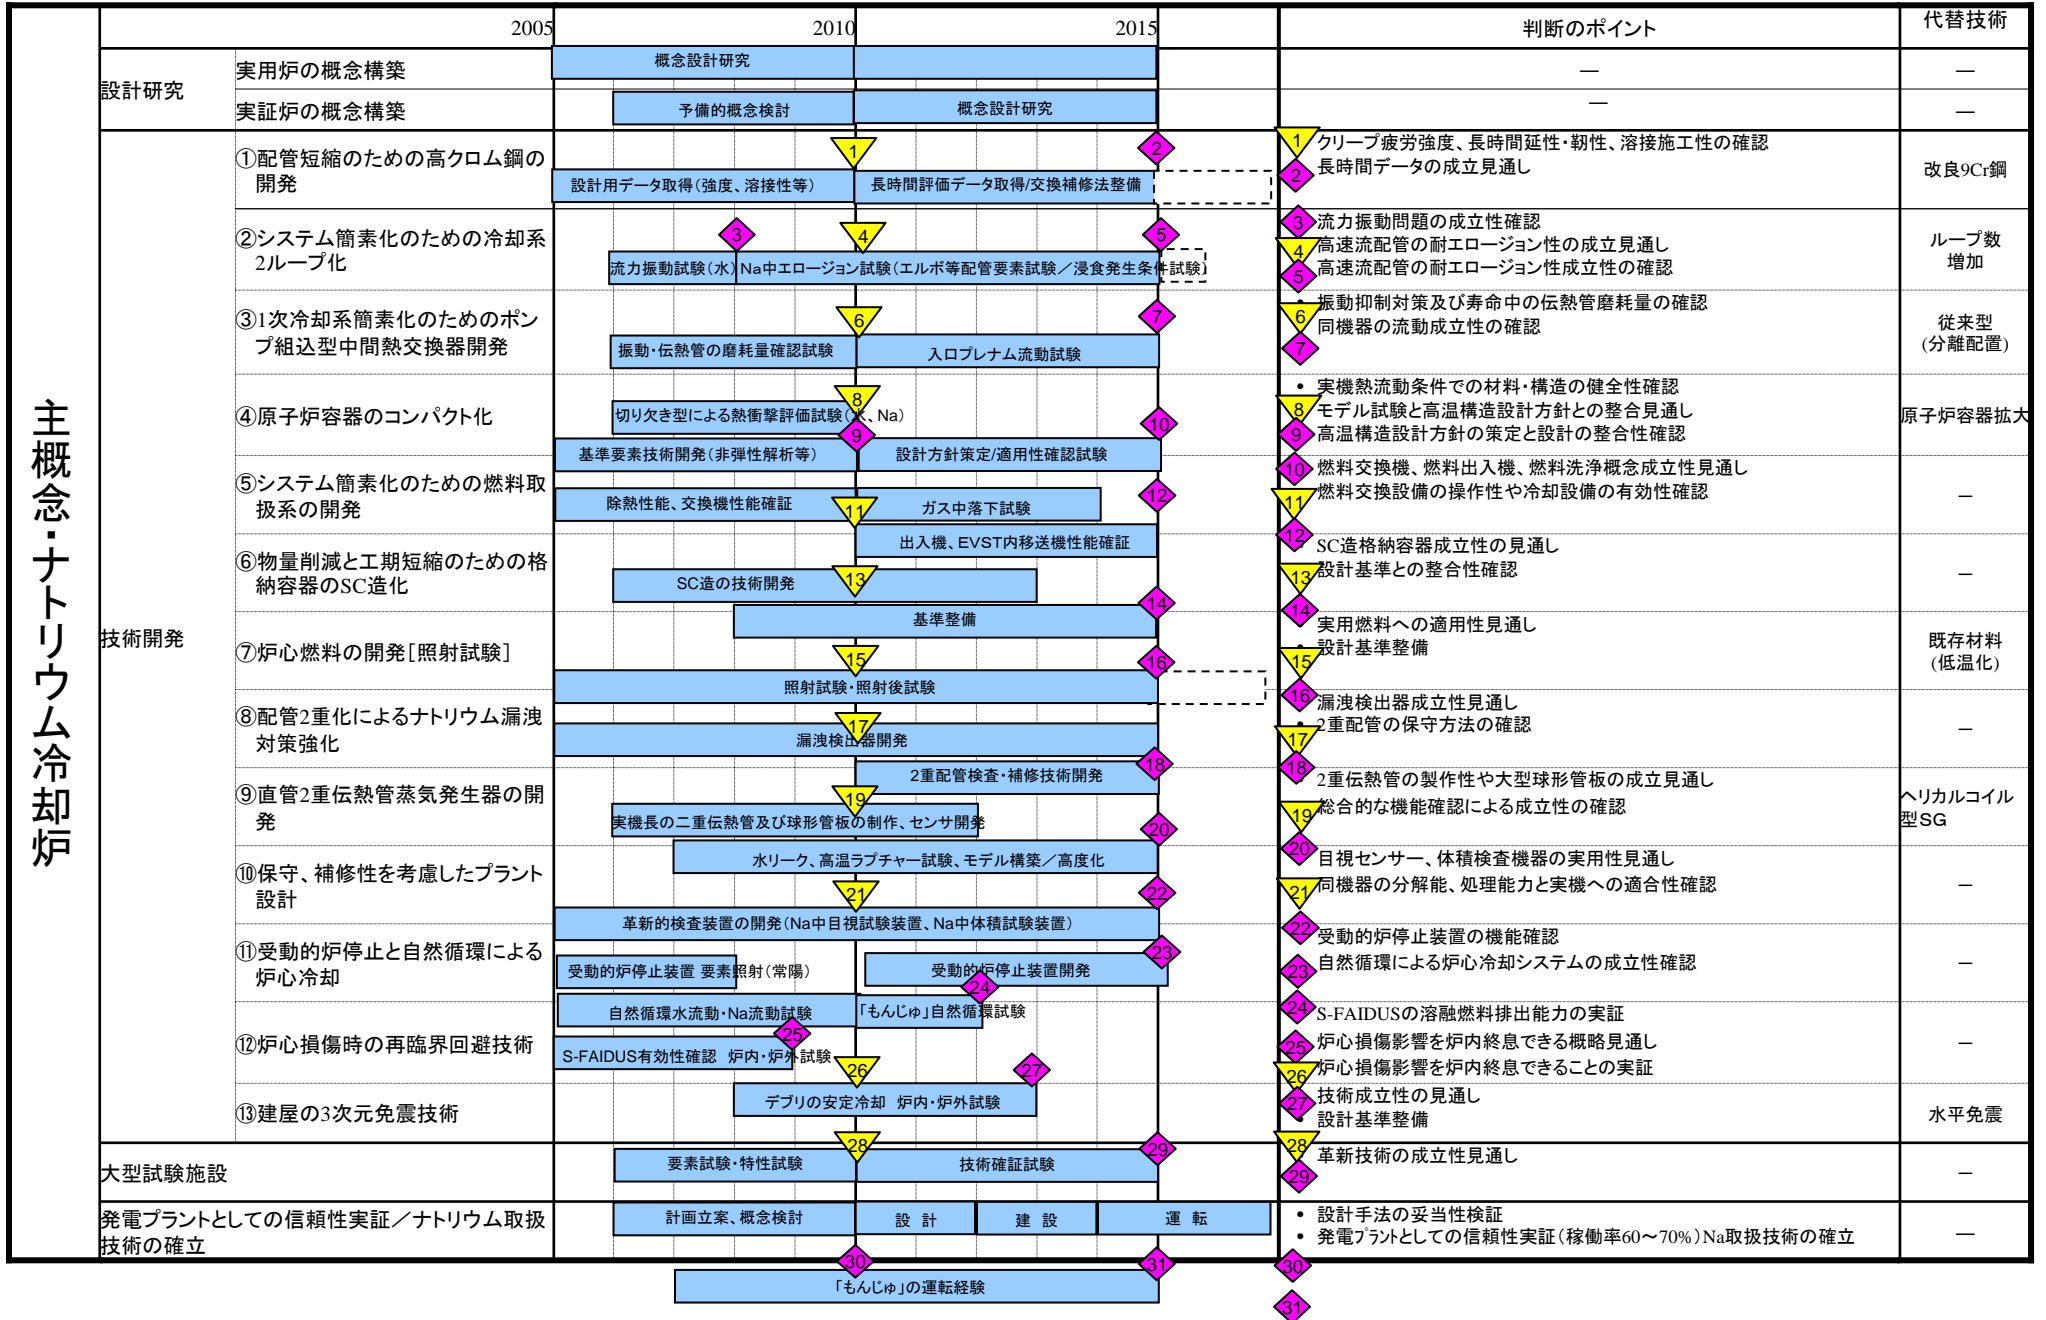 主概念・ナトリウム冷却炉
2005
2010
2015
判断のポイント
代替技術
設計研究
実用炉の概念構築
概念設計研究
―
―
実証炉の概念構築
予備的概念検討
概念設計研究
―
―
技術開発
①配管短縮のための高クロム鋼の
開発
1
2
設計用データ取得(強度、溶接性等)
長時間評価データ取得/交換補修法整備
1
クリープ疲労強度、長時間延性・靭性、溶接施工性の確認
2
長時間データの成立見通し
改良9Cr鋼
②システム簡素化のための冷却系
2ループ化
3
4
5
流力振動試験(水)
Na中エロージョン試験(エルボ等配管要素試験/浸食発生条件試験)
3
流力振動問題の成立性確認
4
高速流配管の耐エロージョン性の成立見通し
5
高速流配管の耐エロージョン性成立性の確認
ループ数
増加
③1次冷却系簡素化のためのポン
プ組込型中間熱交換器開発
6
7
振動・伝熱管の磨耗量確認試験
入口プレナム流動試験
• 振動抑制対策及び寿命中の伝熱管磨耗量の確認
6
同機器の流動成立性の確認
7
従来型
(分離配置)
④原子炉容器のコンパクト化
8
切り欠き型による熱衝撃評価試験(水、Na)
9
10
基準要素技術開発(非弾性解析等)
設計方針策定/適用性確認試験
• 実機熱流動条件での材料・構造の健全性確認
8
モデル試験と高温構造設計方針との整合見通し
9
高温構造設計方針の策定と設計の整合性確認
原子炉容器拡大
⑤システム簡素化のための燃料取
扱系の開発
除熱性能、交換機性能確証
11
ガス中落下試験
12
出入機、EVST内移送機性能確証
10
燃料交換機、燃料出入機、燃料洗浄概念成立性見通し
11
燃料交換設備の操作性や冷却設備の有効性確認
12
―
⑥物量削減と工期短縮のための格
納容器のSC造化
SC造の技術開発
13
14
基準整備
• SC造格納容器成立性の見通し
13
設計基準との整合性確認
14
―
⑦炉心燃料の開発[照射試験]
15
16
照射試験・照射後試験
実用燃料への適用性見通し
• 設計基準整備
15
16
既存材料
(低温化)
⑧配管2重化によるナトリウム漏洩
対策強化
17
漏洩検出器開発
18
2重配管検査・補修技術開発
漏洩検出器成立性見通し
• 2重配管の保守方法の確認
17
18
―
⑨直管2重伝熱管蒸気発生器の開
発
19
実機長の二重伝熱管及び球形管板の制作、センサ開発
20
水リーク、高温ラプチャー試験、モデル構築/高度化
• 2重伝熱管の製作性や大型球形管板の成立見通し
19
総合的な機能確認による成立性の確認
20
ヘリカルコイル
型SG
⑩保守、補修性を考慮したプラント
設計
21
22
革新的検査装置の開発(Na中目視試験装置、Na中体積試験装置)
目視センサー、体積検査機器の実用性見通し
21
同機器の分解能、処理能力と実機への適合性確認
22
―
⑪受動的炉停止と自然循環による
炉心冷却
受動的炉停止装置 要素照射(常陽)
受動的炉停止装置開発
23
24
自然循環水流動・Na流動試験
「もんじゅ」自然循環試験
受動的炉停止装置の機能確認
23
自然循環による炉心冷却システムの成立性確認
24
―
⑫炉心損傷時の再臨界回避技術
25
S-FAIDUS有効性確認 炉内・炉外試験
26
27
デブリの安定冷却 炉内・炉外試験
S-FAIDUSの溶融燃料排出能力の実証
25
炉心損傷影響を炉内終息できる概略見通し
26
炉心損傷影響を炉内終息できることの実証
27
―
⑬建屋の3次元免震技術
28
29
要素試験・特性試験
技術確証試験
技術成立性の見通し
• 設計基準整備
28
29
水平免震
大型試験施設
計画立案、概念検討
設 計
建 設
運 転
革新技術の成立性見通し
―
発電プラントとしての信頼性実証/ナトリウム取扱
技術の確立
30
31
「もんじゅ」の運転経験
• 設計手法の妥当性検証
• 発電プラントとしての信頼性実証(稼働率60～70%)Na取扱技術の確立
―
30
31